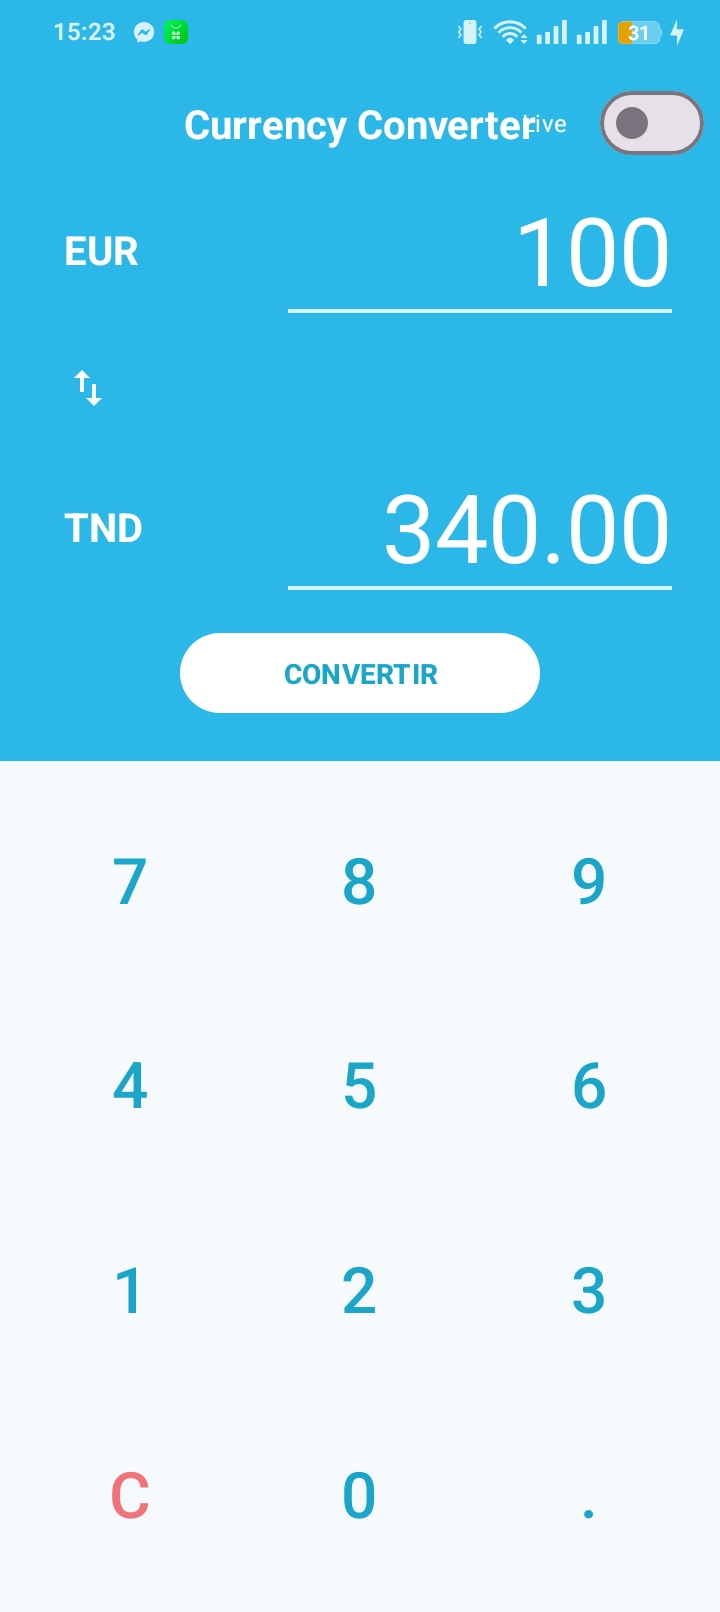 15:23 31
Currency Converter Live
EUR 100
TND 340.00
CONVERTIR
7 8 9
4 5 6
1 2 3
C 0 .